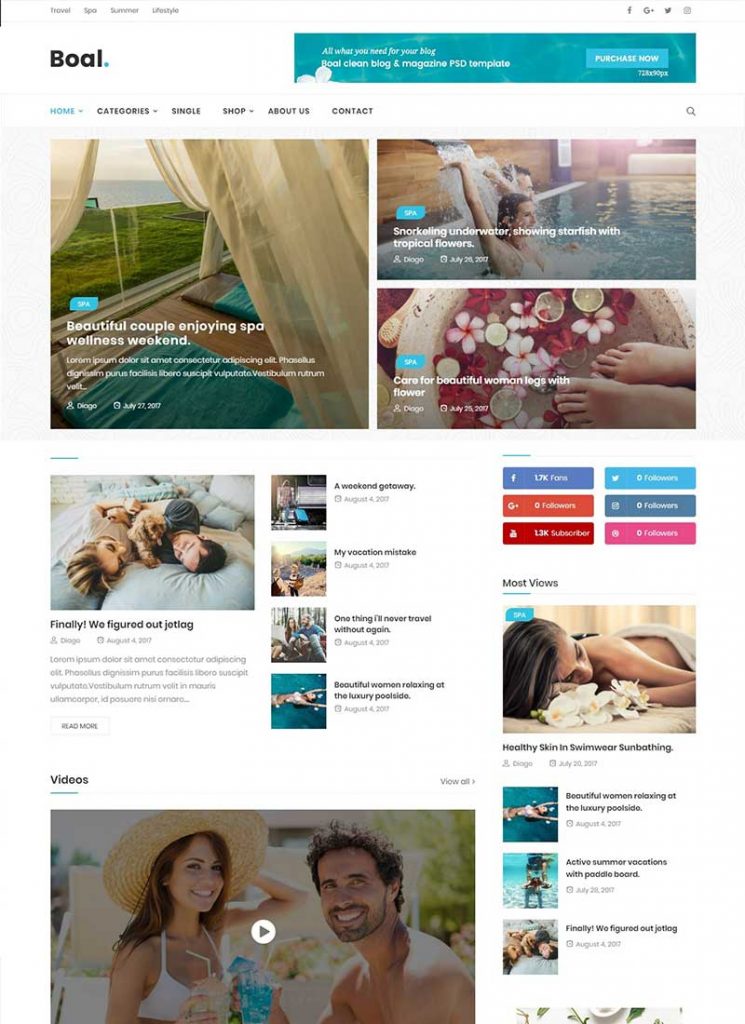 Travel Spa Summer Lifestyle
Boal.
All what you need for your blog
Boal clean blog & magazine PSD template
PURCHASE NOW
728x90px
HOME CATEGORIES SINGLE SHOP ABOUT US CONTACT
SPA
Beautiful couple enjoying spa
wellness weekend.
Lorem ipsum dolor sit amet consectetur adipiscing elit. Phasellus
dignissim purus facilisis libero suscipit vulputate.Vestibulum rutrum
velit...
Diago July 27, 2017
SPA
Snorkeling underwater, showing starfish with
tropical flowers.
Diago July 26, 2017
SPA
Care for beautiful woman legs with
flower
Diago July 25, 2017
Finally! We figured out jetlag
Diago August 4, 2017
Lorem ipsum dolor sit amet consectetur adipiscing
elit. Phasellus dignissim purus facilisis libero suscipit
vulputate.Vestibulum rutrum velit in mauris
ullamcorper, id posuere nisi ornare....
READ MORE
A weekend getaway.
August 4, 2017
My vacation mistake
August 4, 2017
One thing i'll never travel
without again.
August 4, 2017
Beautiful women relaxing at
the luxury poolside.
August 4, 2017
1.7K Fans
0 Followers
0 Followers
0 Followers
1.3K Subscriber
0 Followers
Most Views
SPA
Healthy Skin In Swimwear Sunbathing.
Diago July 20, 2017
Beautiful women relaxing at
the luxury poolside.
August 4, 2017
Active summer vacations
with paddle board.
July 28, 2017
Finally! We figured out jetlag
August 4, 2017
Videos
View all >